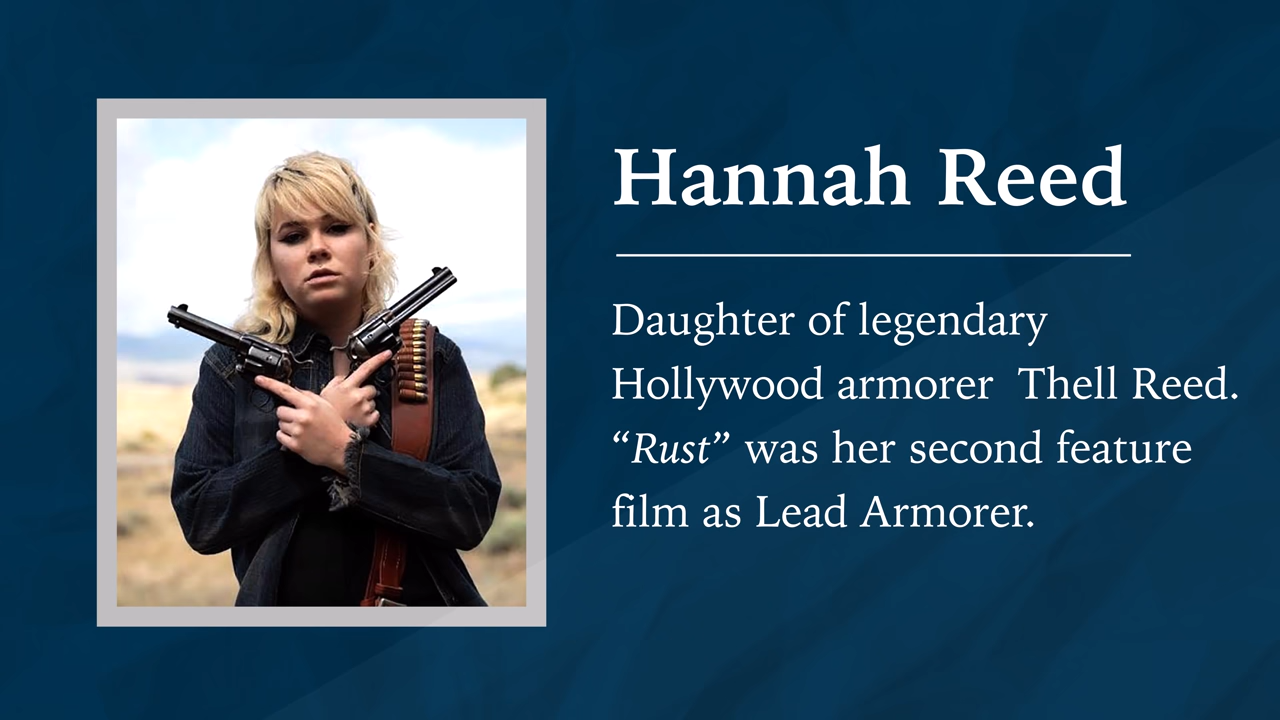 Hannah Reed
Daughter of legendary
Hollywood armorer  Thell Reed.
“Rust” was her second feature
film as Lead Armorer.